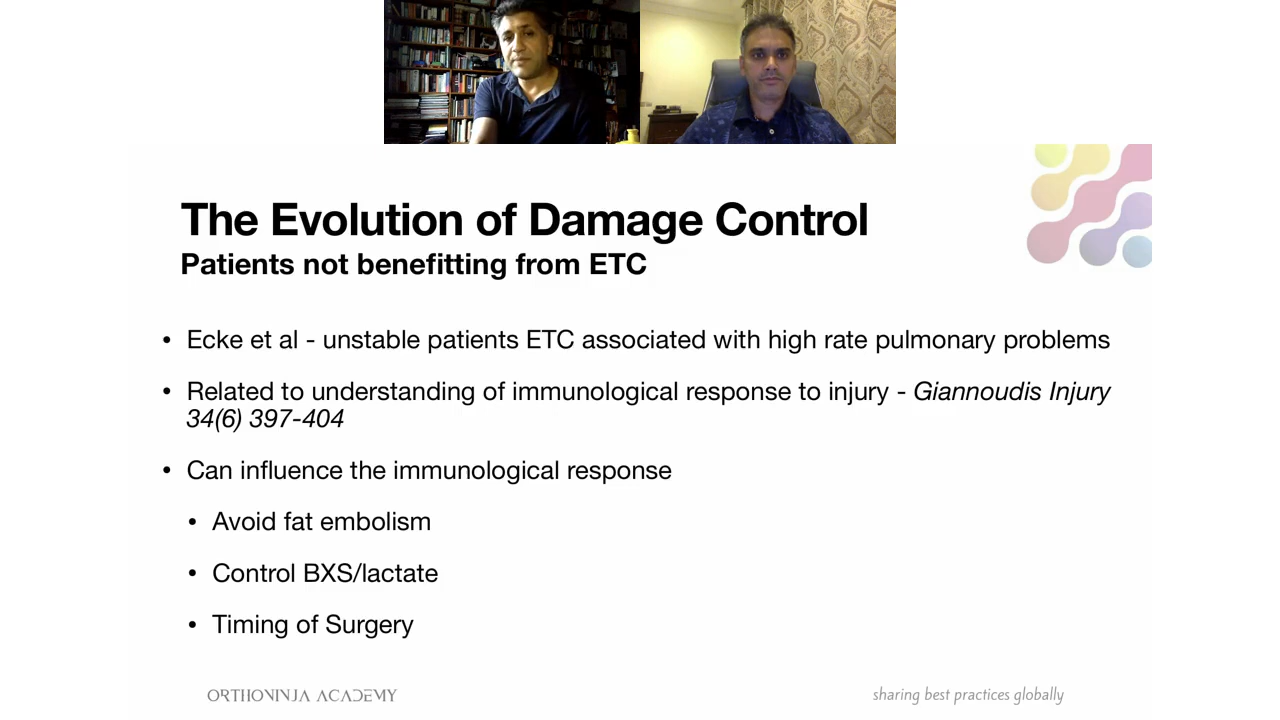 The Evolution of Damage Control
Patients not benefitting from ETC
• Ecke et al - unstable patients ETC associated with high rate pulmonary problems
• Related to understanding of immunological response to injury - Giannoudis Injury
34(6) 397-404
• Can influence the immunological response
• Avoid fat embolism
• Control BXS/lactate
• Timing of Surgery
ORTHONINJA ACADEMY
sharing best practices globally